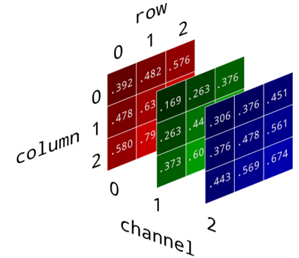 row
0 1 2
column
0
1
2
.392 .482 .576
.478 .63
.580 .79
.169 .263 .376
.263 .44
.373 .60
.306 .376 .451
.376 .478 .561
.443 .569 .674
0
1
2
channel